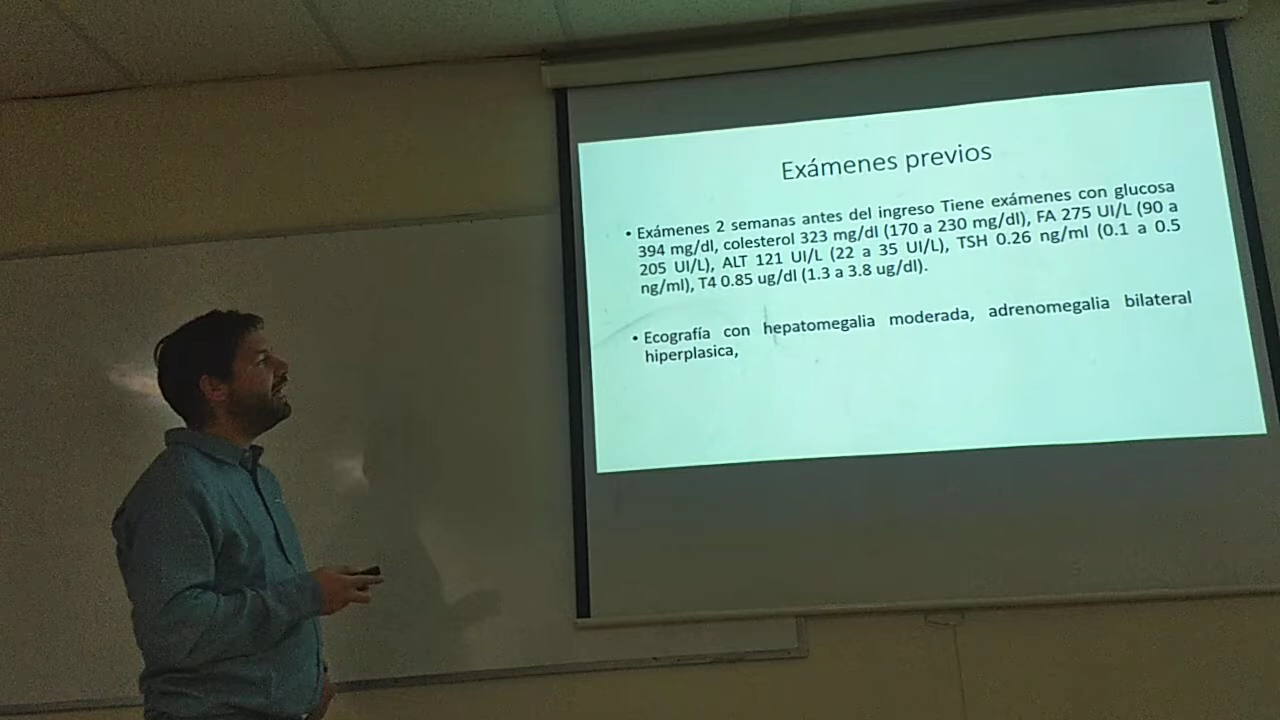 Exámenes previos
• Exámenes 2 semanas antes del ingreso Tiene exámenes con glucosa
394 mg/dl, colesterol 323 mg/dl (170 a 230 mg/dl), FA 275 UI/L (90 a
205 UI/L), ALT 121 UI/L (22 a 35 UI/L), TSH 0.26 ng/ml (0.1 a 0.5
ng/ml), T4 0.85 ug/dl (1.3 a 3.8 ug/dl).
• Ecografía con hepatomegalia moderada, adrenomegalia bilateral
hiperplasica,